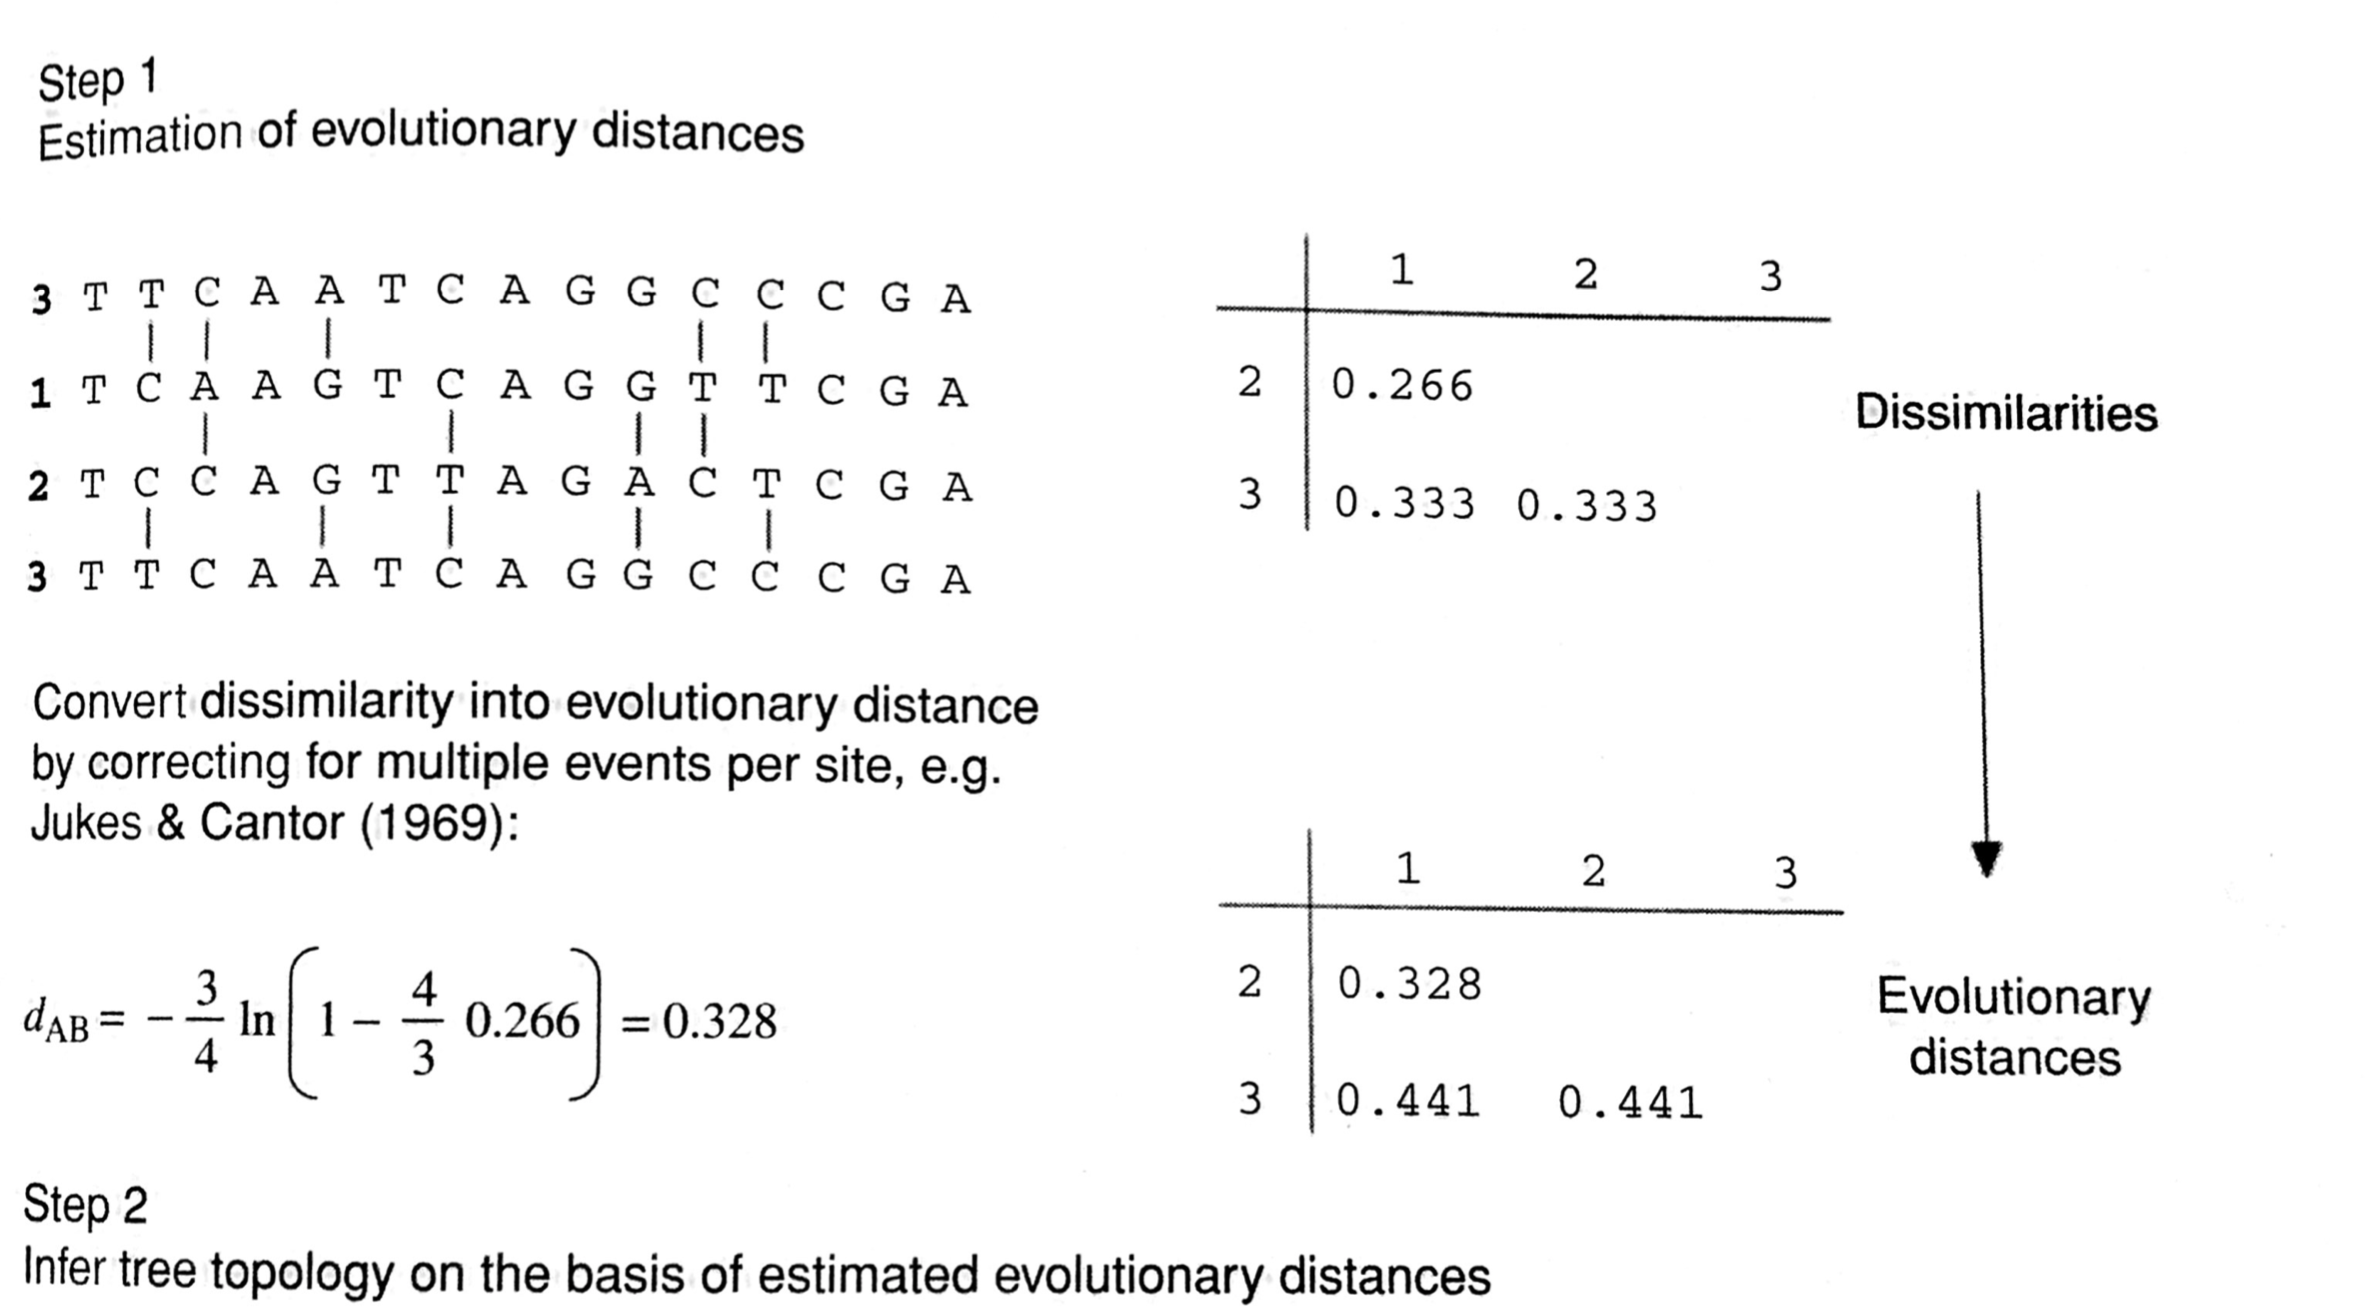 Step 1
Estimation of evolutionary distances
3 T T C A A T C A G G C C C G A
1 T C A A G T C A G G T T C G A
2 T C C A G T T A G A C T C G A
3 T T C A A T C A G G C C C G A
1 2 3
2 0.266
3 0.333 0.333
Dissimilarities
Convert dissimilarity into evolutionary distance
by correcting for multiple events per site, e.g.
Jukes & Cantor (1969):
d_AB = − 3/4 ln ( 1 − 4/3 0.266 ) = 0.328
1 2 3
2 0.328
3 0.441 0.441
Evolutionary
distances
Step 2
Infer tree topology on the basis of estimated evolutionary distances